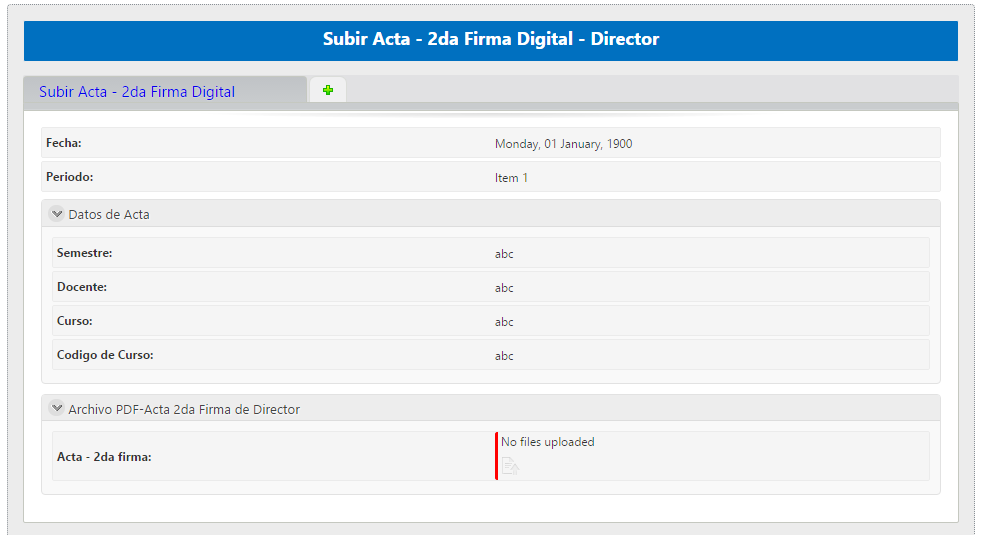 Subir Acta - 2da Firma Digital - Director
Subir Acta - 2da Firma Digital
Fecha: Monday, 01 January, 1900
Periodo: Item 1
Datos de Acta
Semestre: abc
Docente: abc
Curso: abc
Codigo de Curso: abc
Archivo PDF-Acta 2da Firma de Director
No files uploaded
Acta - 2da firma: